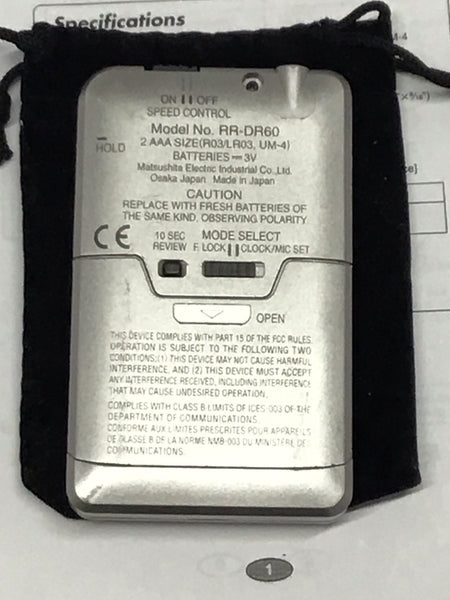 Specifications
M-4
ON OFF
SPEED CONTROL
Model No. RR-DR60
HOLD
2 AAA SIZE(R03/LR03, UM-4)
BATTERIES ⎓ 3V
Matsushita Electric Industrial Co.,Ltd.
Osaka Japan Made in Japan
CAUTION
REPLACE WITH FRESH BATTERIES OF
THE SAME KIND, OBSERVING POLARITY
CE
10 SEC
REVIEW
MODE SELECT
F. LOCK CLOCK/MIC SET
OPEN
THIS DEVICE COMPLIES WITH PART 15 OF THE FCC RULES.
OPERATION IS SUBJECT TO THE FOLLOWING TWO
CONDITIONS:(1) THIS DEVICE MAY NOT CAUSE HARMFUL
INTERFERENCE, AND (2) THIS DEVICE MUST ACCEPT
ANY INTERFERENCE RECEIVED, INCLUDING INTERFERENCE
THAT MAY CAUSE UNDESIRED OPERATION.
COMPLIES WITH CLASS B LIMITS OF ICES 003 OF THE
DEPARTMENT OF COMMUNICATIONS.
CONFORME AUX LIMITES PRESCRITES POUR APPAREILS
DE CLASSE B DE LA NORME NMB-003 DU MINISTERE DE
COMMUNICATIONS.
1